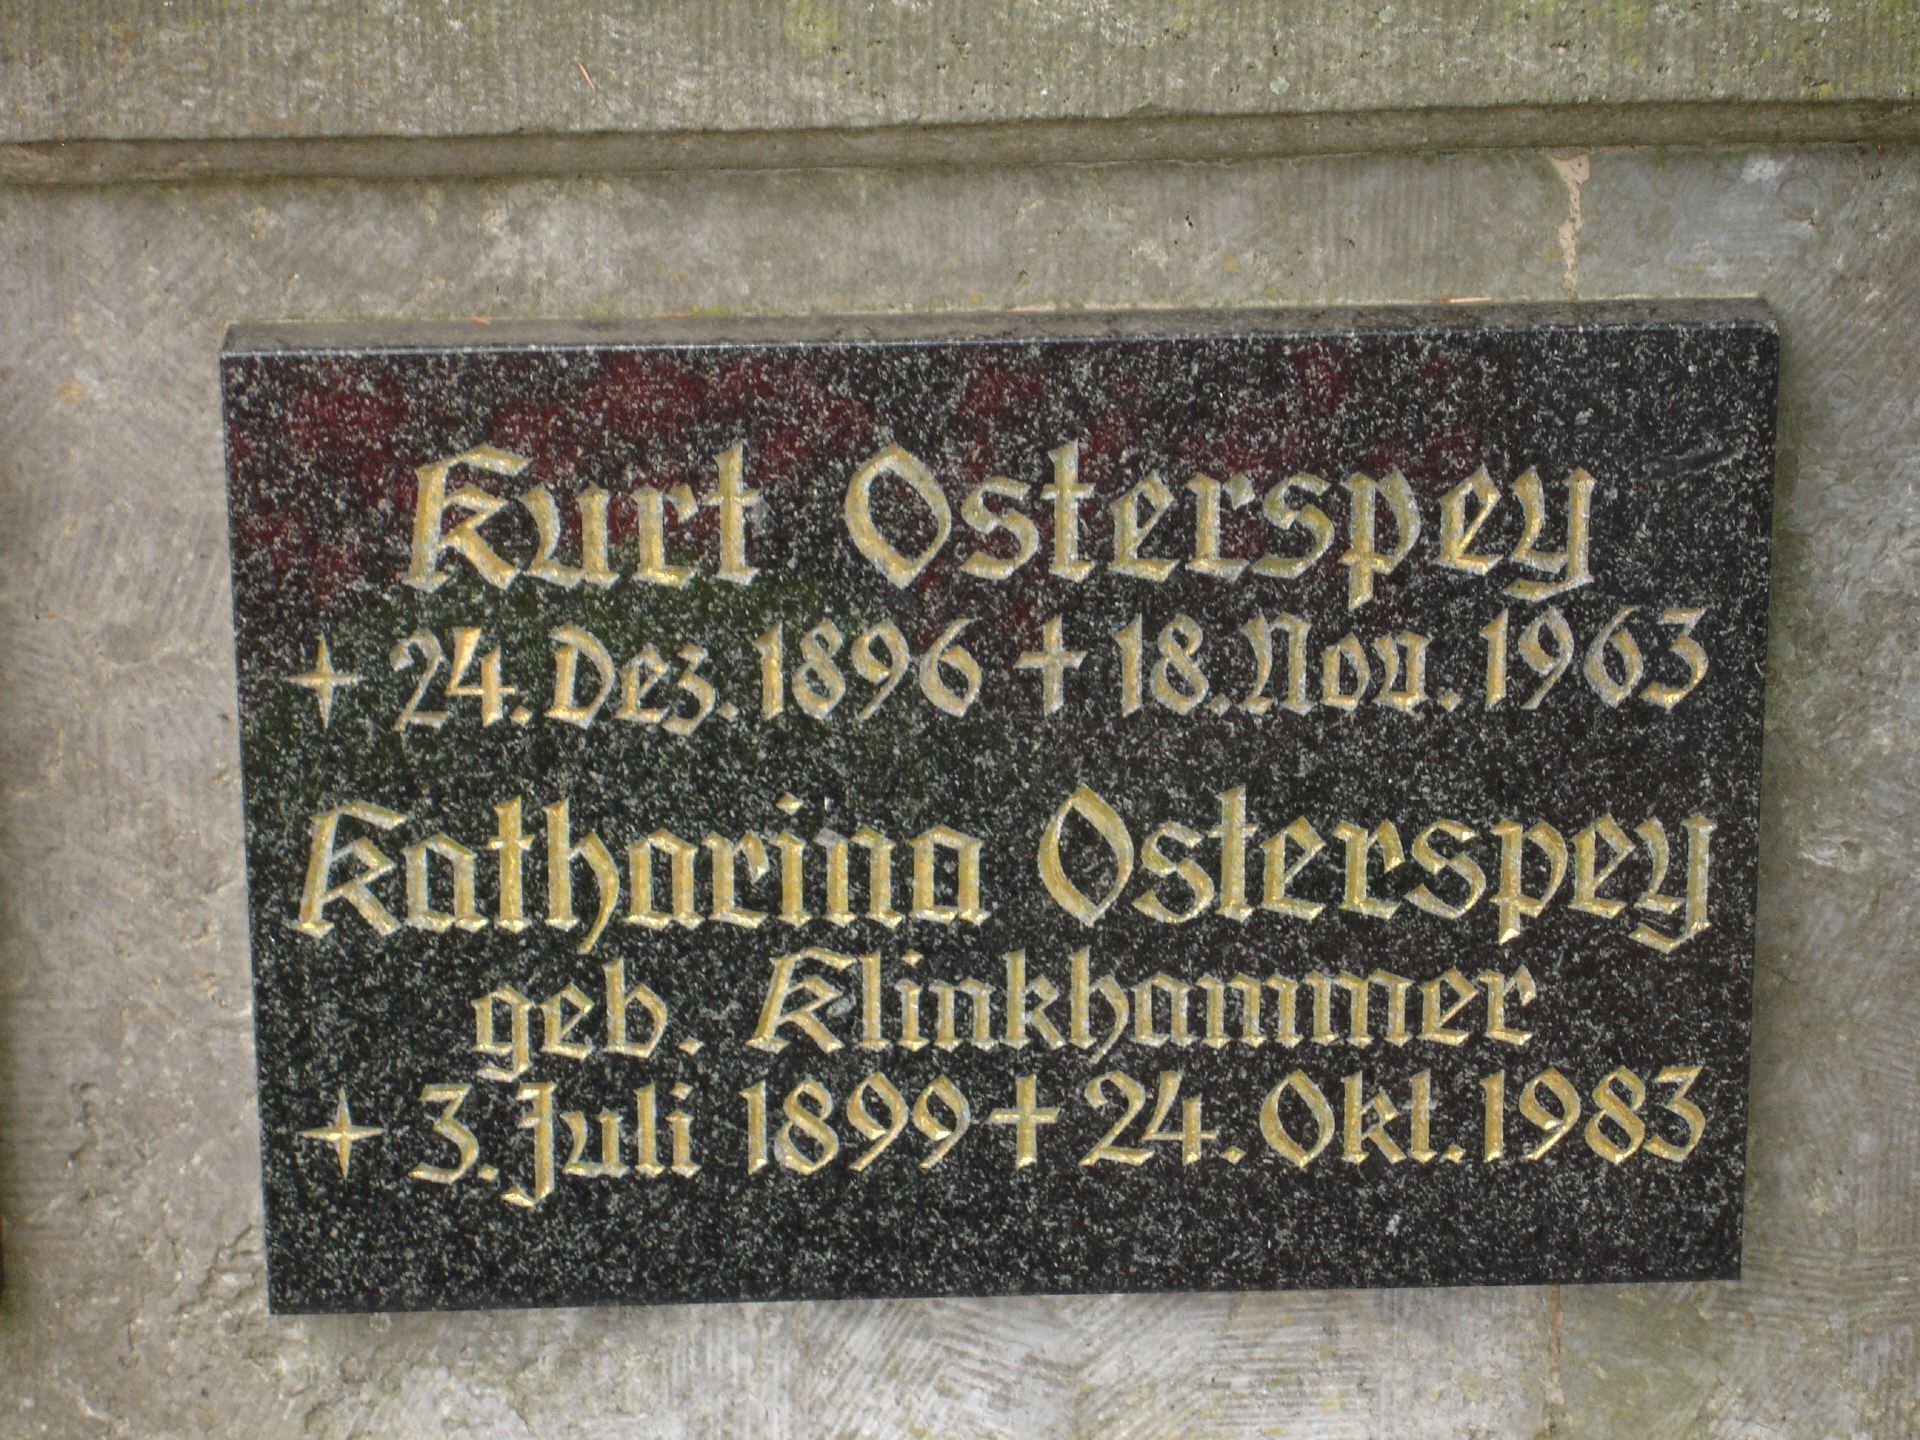 Kurt Osterspey
✦ 24. Dez. 1896 ✝ 18. Nov. 1963
Katharina Osterspey
geb. Klinkhammer
✦ 3. Juli 1899 ✝ 24. Okt. 1983